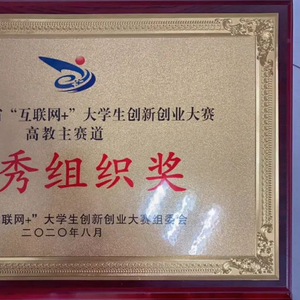 省“互联网+”大学生创新创业大赛
高教主赛道
秀组织奖
联网+”大学生创新创业大赛组委会
二〇二〇年八月